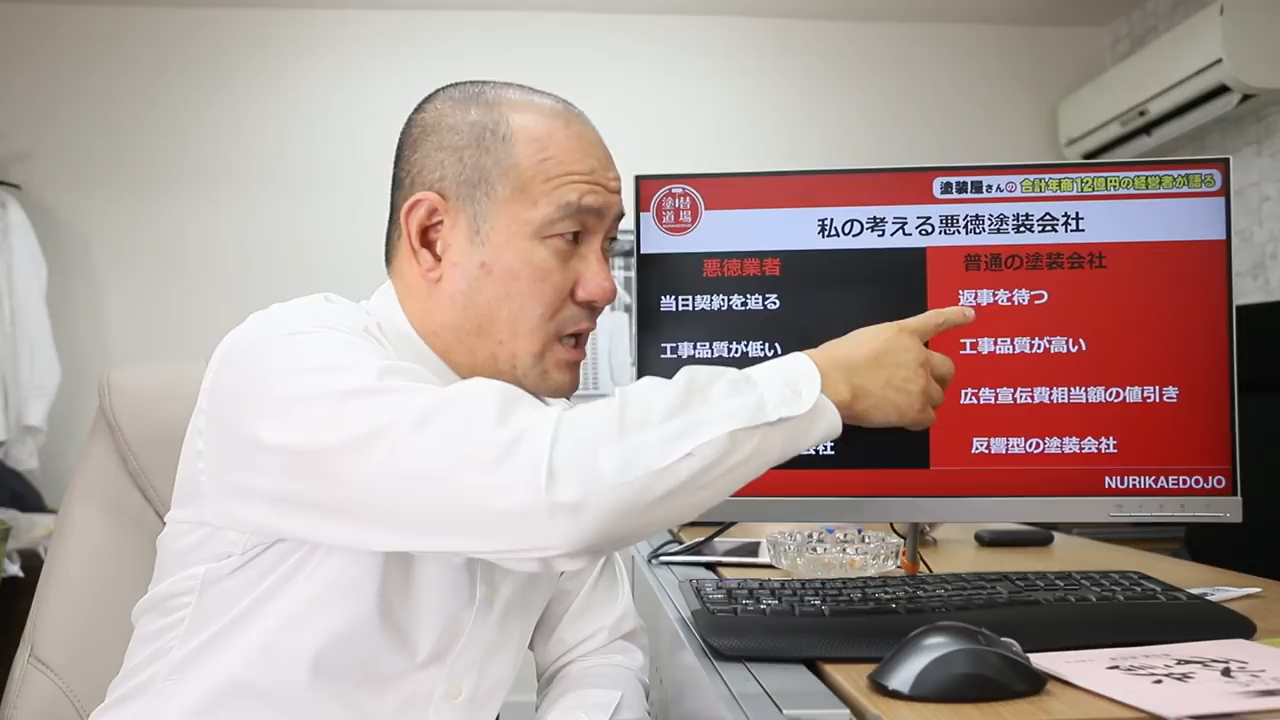 塗装屋さんの 合計年商12億円の経営者が語る
塗替
道場
NURIKAEDOJO
私の考える悪徳塗装会社
悪徳業者
普通の塗装会社
当日契約を迫る
返事を待つ
工事品質が低い
工事品質が高い
広告宣伝費相当額の値引き
会社
反響型の塗装会社
NURIKAEDOJO